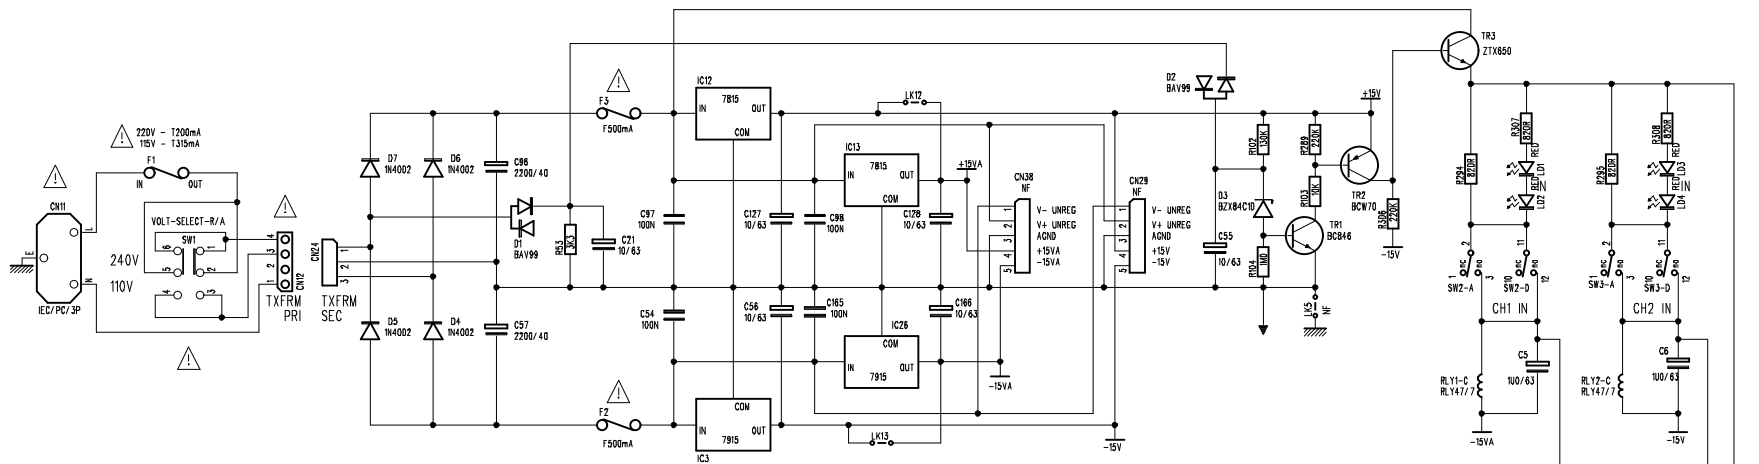 220V - T200mA
115V - T315mA
F1
IN
OUT
CN11
L
E
N
IEC/PC/3P
VOLT-SELECT-R/A
SW1
6
1
5
2
4
3
240V
110V
4
3
2
1
CN12
TXFRM
PRI
CN24
1
2
3
TXFRM
SEC
D7
1N4002
D6
1N4002
D5
1N4002
D4
1N4002
C96
2200/40
C57
2200/40
D1
BAV99
R53
3K3
C21
10/63
F3
F500mA
F2
F500mA
C97
100N
C54
100N
IC12
7815
IN
OUT
COM
IC3
7915
IN
OUT
COM
C127
10/63
C98
100N
C56
10/63
C165
100N
IC13
7815
IN
OUT
COM
IC26
7915
IN
OUT
COM
LK12
LK13
C128
10/63
C166
10/63
+15VA
-15VA
CN38
NF
1
2
3
4
5
V- UNREG
V+ UNREG
AGND
+15VA
-15VA
CN29
NF
1
2
3
4
5
V- UNREG
V+ UNREG
AGND
+15V
-15V
-15V
D2
BAV99
D3
BZX84C10
C55
10/63
R102
130K
R104
1M0
R289
220K
R103
10K
TR1
BC846
TR2
BCW70
+15V
R306
220K
-15V
LK5
NF
TR3
ZTX650
R294
820R
R307
820R
RED
LD1
IN
RED
LD2
R295
820R
R308
820R
RED
LD3
IN
RED
LD4
2
1
nc
no
3
SW2-A
11
10
nc
no
12
SW2-D
CH1 IN
2
1
nc
no
3
SW3-A
11
10
nc
no
12
SW3-D
CH2 IN
C5
1U0/63
RLY1-C
RLY47/7
-15VA
C6
1U0/63
RLY2-C
RLY47/7
-15V